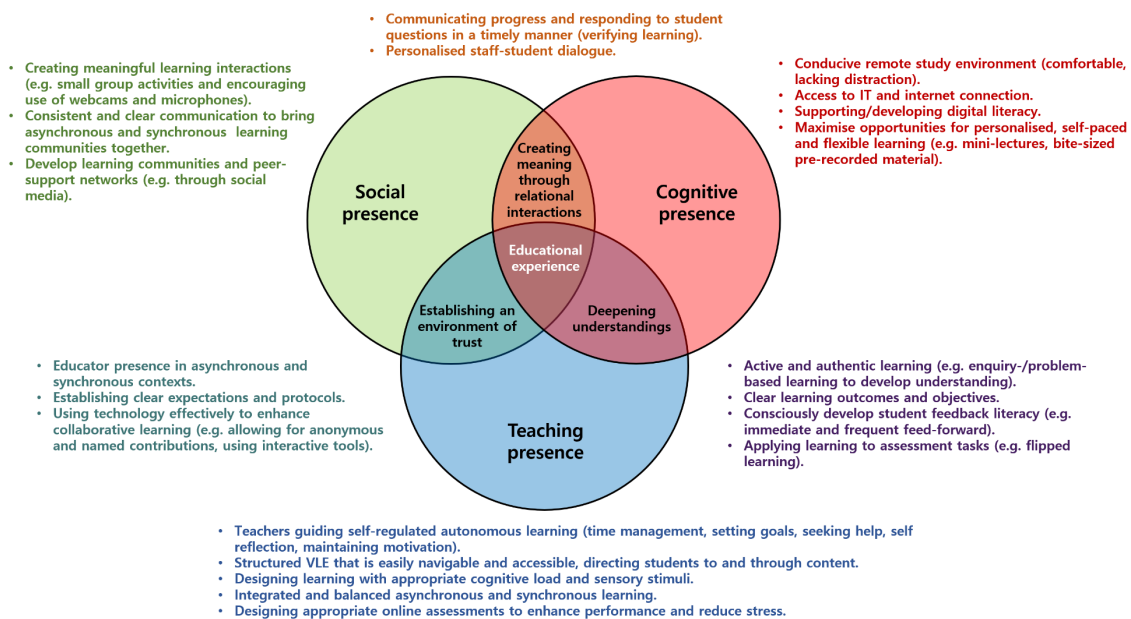 • Communicating progress and responding to student
questions in a timely manner (verifying learning).
• Personalised staff-student dialogue.
• Creating meaningful learning interactions
(e.g. small group activities and encouraging
use of webcams and microphones).
• Consistent and clear communication to bring
asynchronous and synchronous learning
communities together.
• Develop learning communities and peer-
support networks (e.g. through social
media).
• Conducive remote study environment (comfortable,
lacking distraction).
• Access to IT and internet connection.
• Supporting/developing digital literacy.
• Maximise opportunities for personalised, self-paced
and flexible learning (e.g. mini-lectures, bite-sized
pre-recorded material).
Social
presence
Creating
meaning
through
relational
interactions
Cognitive
presence
Educational
experience
Establishing an
environment of
trust
Deepening
understandings
Teaching
presence
• Educator presence in asynchronous and
synchronous contexts.
• Establishing clear expectations and protocols.
• Using technology effectively to enhance
collaborative learning (e.g. allowing for anonymous
and named contributions, using interactive tools).
• Active and authentic learning (e.g. enquiry-/problem-
based learning to develop understanding).
• Clear learning outcomes and objectives.
• Consciously develop student feedback literacy (e.g.
immediate and frequent feed-forward).
• Applying learning to assessment tasks (e.g. flipped
learning).
• Teachers guiding self-regulated autonomous learning (time management, setting goals, seeking help, self
reflection, maintaining motivation).
• Structured VLE that is easily navigable and accessible, directing students to and through content.
• Designing learning with appropriate cognitive load and sensory stimuli.
• Integrated and balanced asynchronous and synchronous learning.
• Designing appropriate online assessments to enhance performance and reduce stress.